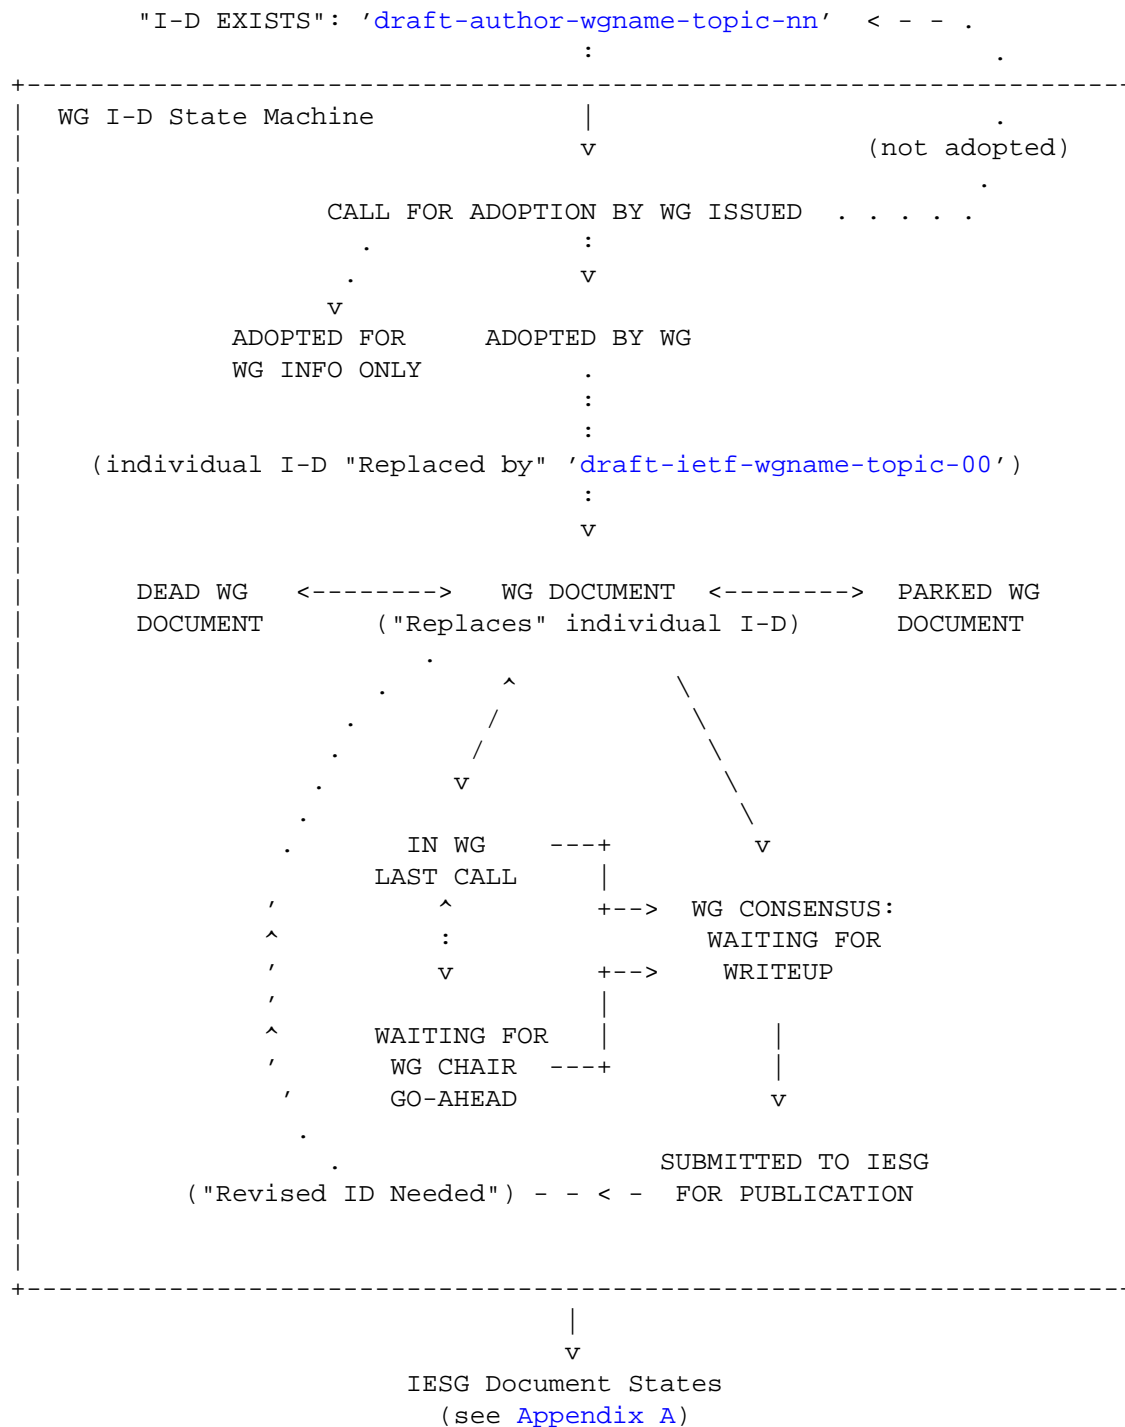 "I-D EXISTS": 'draft-author-wgname-topic-nn' < - - .
: .
+---------------------------------------------------------------------
| WG I-D State Machine | .
| v (not adopted)
| .
| CALL FOR ADOPTION BY WG ISSUED . . . . .
| . :
| . v
| v
| ADOPTED FOR ADOPTED BY WG
| WG INFO ONLY .
| :
| :
| (individual I-D "Replaced by" 'draft-ietf-wgname-topic-00')
| :
| v
|
| DEAD WG <--------> WG DOCUMENT <--------> PARKED WG
| DOCUMENT ("Replaces" individual I-D) DOCUMENT
| .
| . ^ \
| . / \
| . / \
| . v \
| . \
| . IN WG ---+ v
| LAST CALL |
| ' ^ +--> WG CONSENSUS:
| ^ : WAITING FOR
| ' v +--> WRITEUP
| ' |
| ^ WAITING FOR | |
| ' WG CHAIR ---+ |
| ' GO-AHEAD v
| .
| . SUBMITTED TO IESG
| ("Revised ID Needed") - - < - FOR PUBLICATION
|
|
+---------------------------------------------------------------------
|
v
IESG Document States
(see Appendix A)